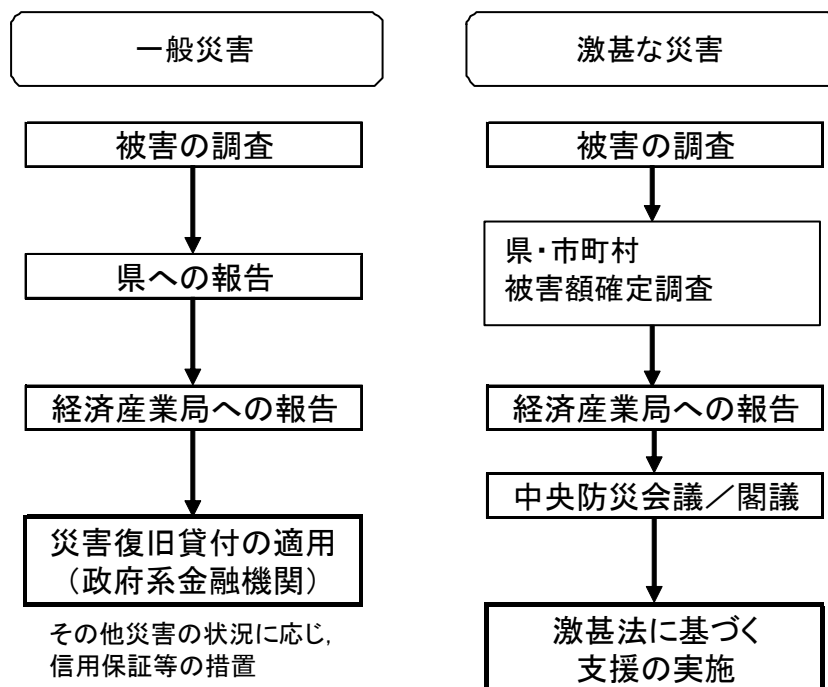 一般災害
被害の調査
県への報告
経済産業局への報告
災害復旧貸付の適用
（政府系金融機関）
その他災害の状況に応じ，
信用保証等の措置
激甚な災害
被害の調査
県・市町村
被害額確定調査
経済産業局への報告
中央防災会議／閣議
激甚法に基づく
支援の実施